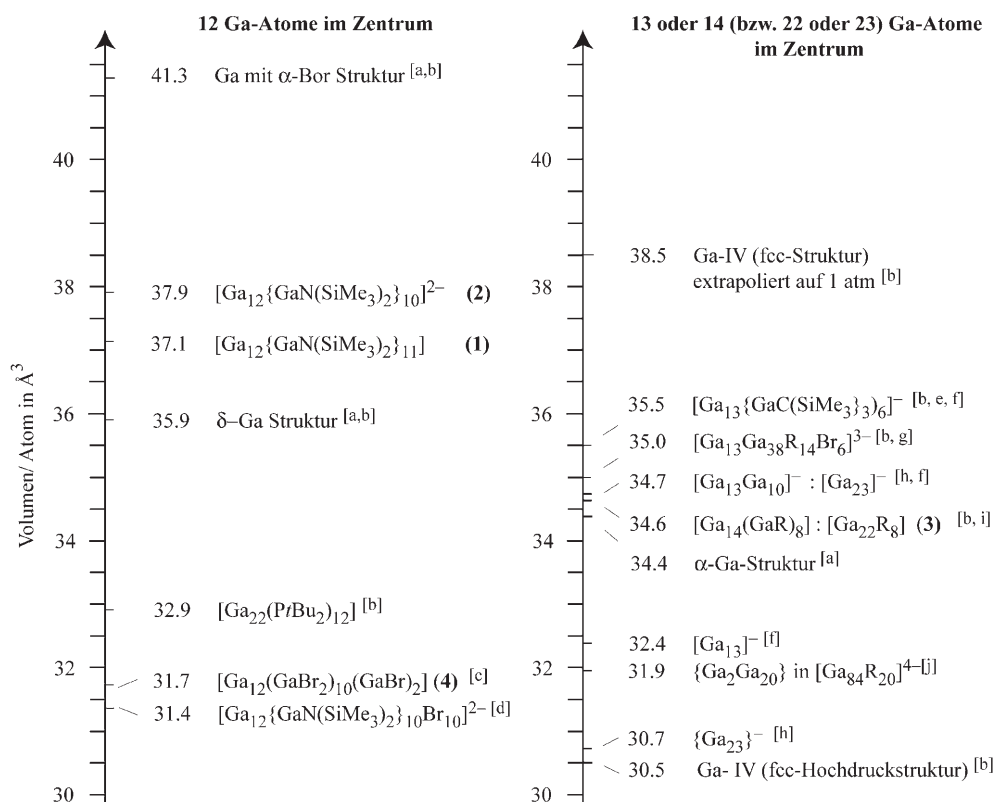 12 Ga-Atome im Zentrum
41.3 Ga mit α-Bor Struktur [a,b]
40
38
37.9 [Ga12{GaN(SiMe3)2}10]2– (2)
37.1 [Ga12{GaN(SiMe3)2}11] (1)
36
35.9 δ–Ga Struktur [a,b]
34
32.9 [Ga22(PtBu2)12] [b]
32
31.7 [Ga12(GaBr2)10(GaBr)2] (4) [c]
31.4 [Ga12{GaN(SiMe3)2}10Br10]2– [d]
30
Volumen/ Atom in Å3
13 oder 14 (bzw. 22 oder 23) Ga-Atome
im Zentrum
40
38.5 Ga-IV (fcc-Struktur)
extrapoliert auf 1 atm [b]
38
36
35.5 [Ga13{GaC(SiMe3}3)6]– [b, e, f]
35.0 [Ga13Ga38R14Br6]3– [b, g]
34.7 [Ga13Ga10]– : [Ga23]– [h, f]
34.6 [Ga14(GaR)8] : [Ga22R8] (3) [b, i]
34
34.4 α-Ga-Struktur [a]
32.4 [Ga13]– [f]
32
31.9 {Ga2Ga20} in [Ga84R20]4–[j]
30.7 {Ga23}– [h]
30.5 Ga- IV (fcc-Hochdruckstruktur) [b]
30